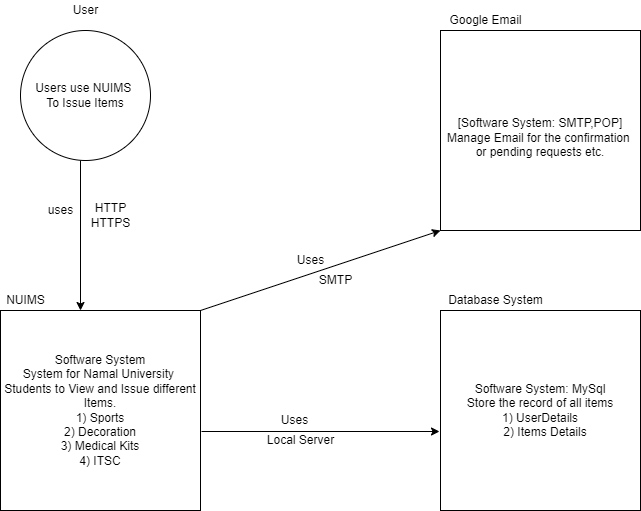 User
Users use NUIMS
To Issue Items
uses
HTTP
HTTPS
Google Email
[Software System: SMTP,POP]
Manage Email for the confirmation
or pending requests etc.
Uses
SMTP
NUIMS
Software System
System for Namal University
Students to View and Issue different
Items.
1) Sports
2) Decoration
3) Medical Kits
4) ITSC
Uses
Local Server
Database System
Software System: MySql
Store the record of all items
1) UserDetails
2) Items Details